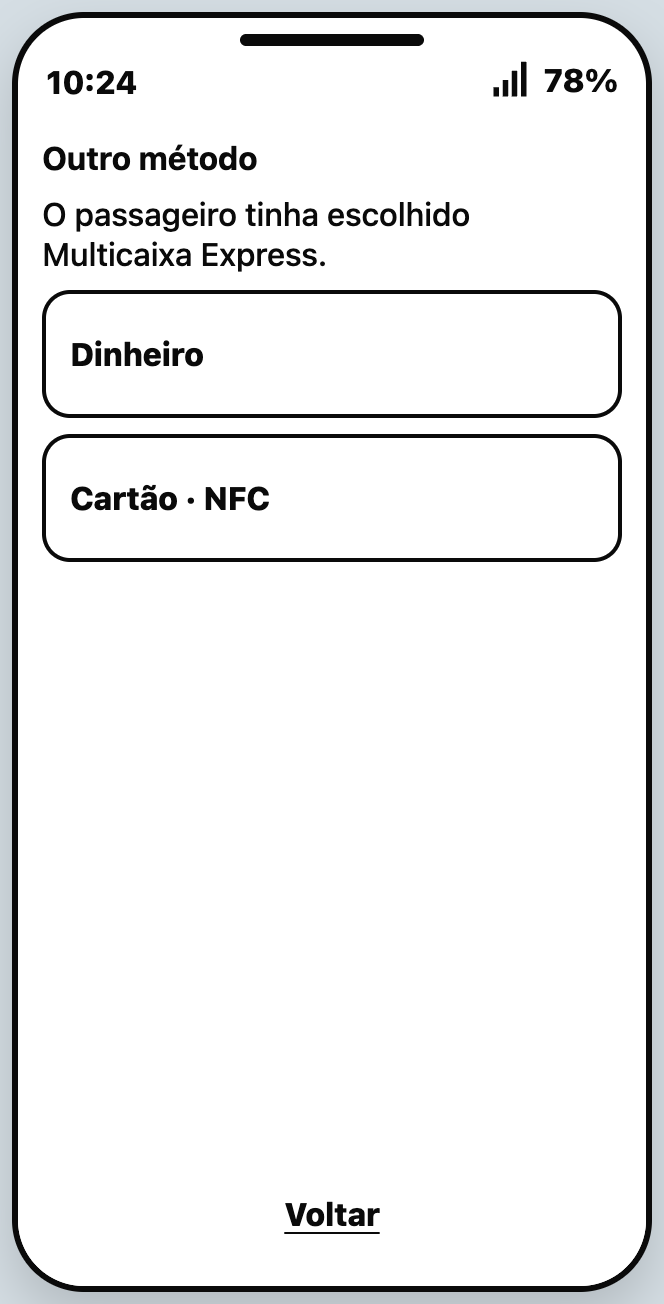 10:24
78%
Outro método
O passageiro tinha escolhido
Multicaixa Express.
Dinheiro
Cartão · NFC
Voltar